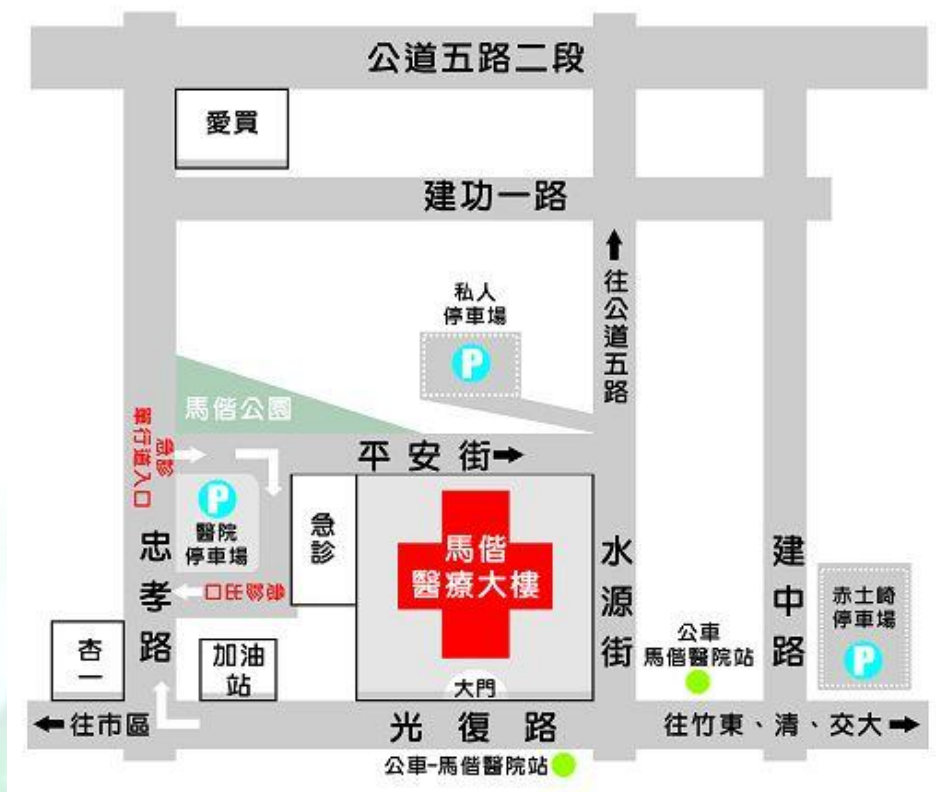 公道五路二段
愛買
建功一路
往公道五路
私人
停車場
P
馬偕公園
急診
單行道入口
平安街
P
醫院
停車場
急診
馬偕
醫療大樓
急診出口
忠孝路
水源街
建中路
赤土崎
停車場
P
杏一
加油站
公車
馬偕醫院站
大門
往市區
光復路
往竹東、清、交大
公車-馬偕醫院站